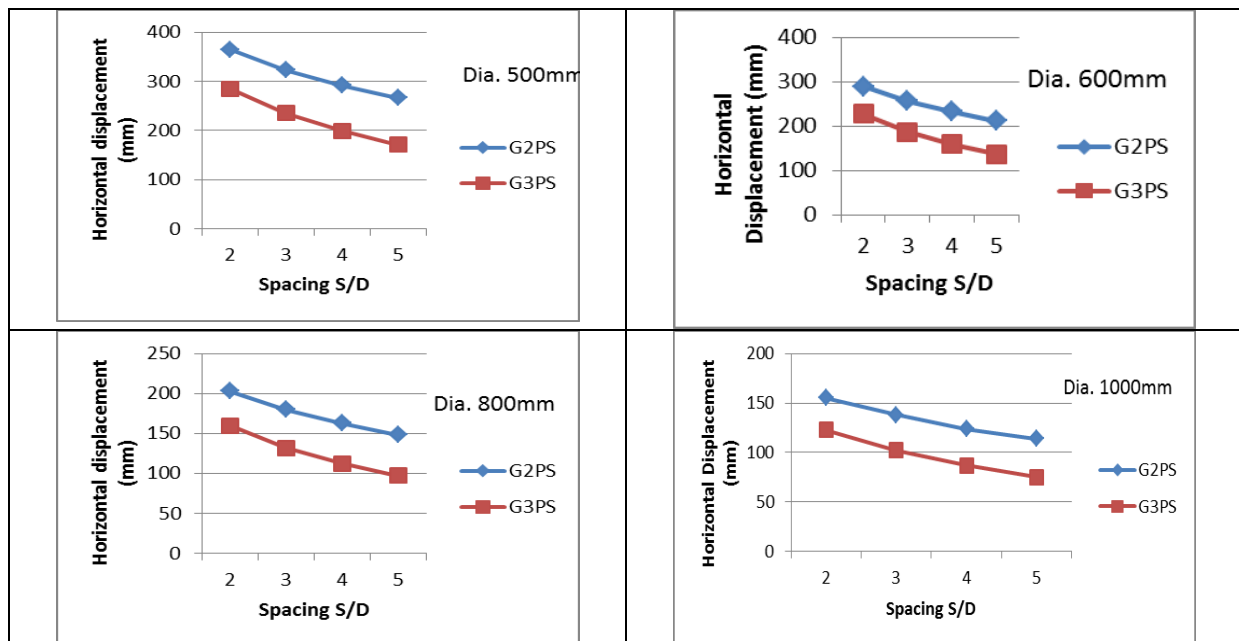 Horizontal displacement
(mm)
400
300
200
100
0
2 3 4 5
Spacing S/D
Dia. 500mm
G2PS
G3PS
Horizontal
Displacement (mm)
400
300
200
100
0
2 3 4 5
Spacing S/D
Dia. 600mm
G2PS
G3PS
Horizontal displacement
(mm)
250
200
150
100
50
0
2 3 4 5
Spacing S/D
Dia. 800mm
G2PS
G3PS
Horizontal Displacement
(mm)
200
150
100
50
0
2 3 4 5
Spacing S/D
Dia. 1000mm
G2PS
G3PS